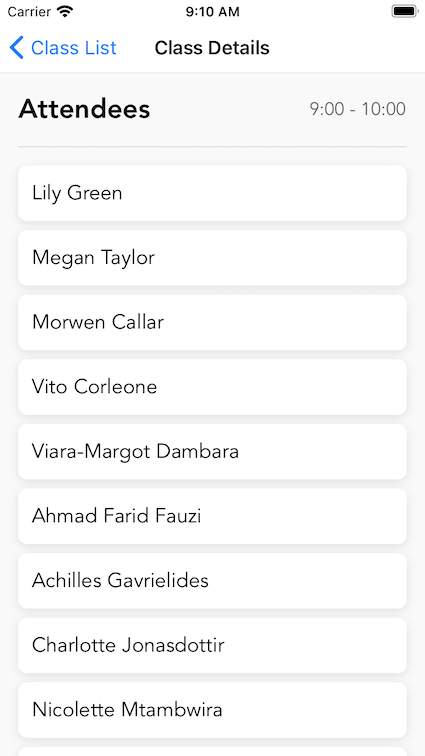 Carrier 9:10 AM
Class List Class Details
Attendees 9:00 - 10:00
Lily Green
Megan Taylor
Morwen Callar
Vito Corleone
Viara-Margot Dambara
Ahmad Farid Fauzi
Achilles Gavrielides
Charlotte Jonasdottir
Nicolette Mtambwira